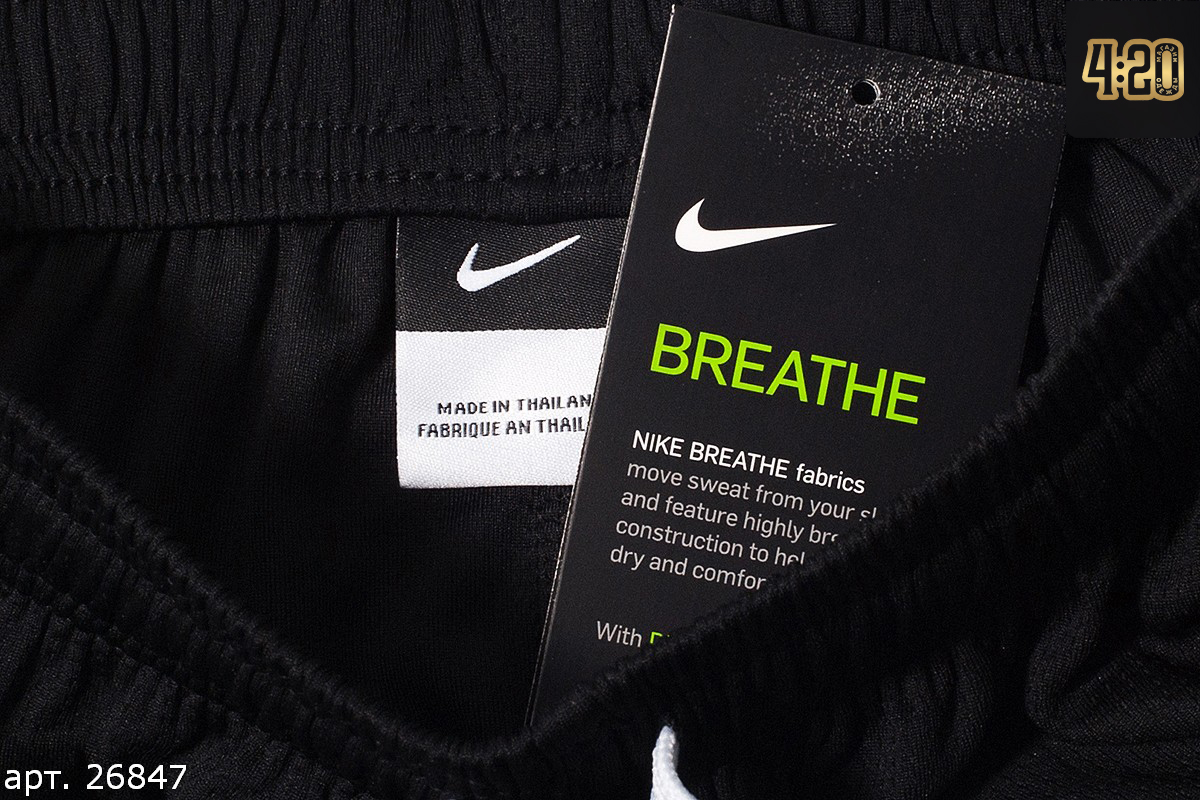 4:20
MADE IN THAILAN
FABRIQUE AN THAIL
BREATHE
NIKE BREATHE fabrics
move sweat from your
and feature highly
construction to
dry and
With
арт. 26847